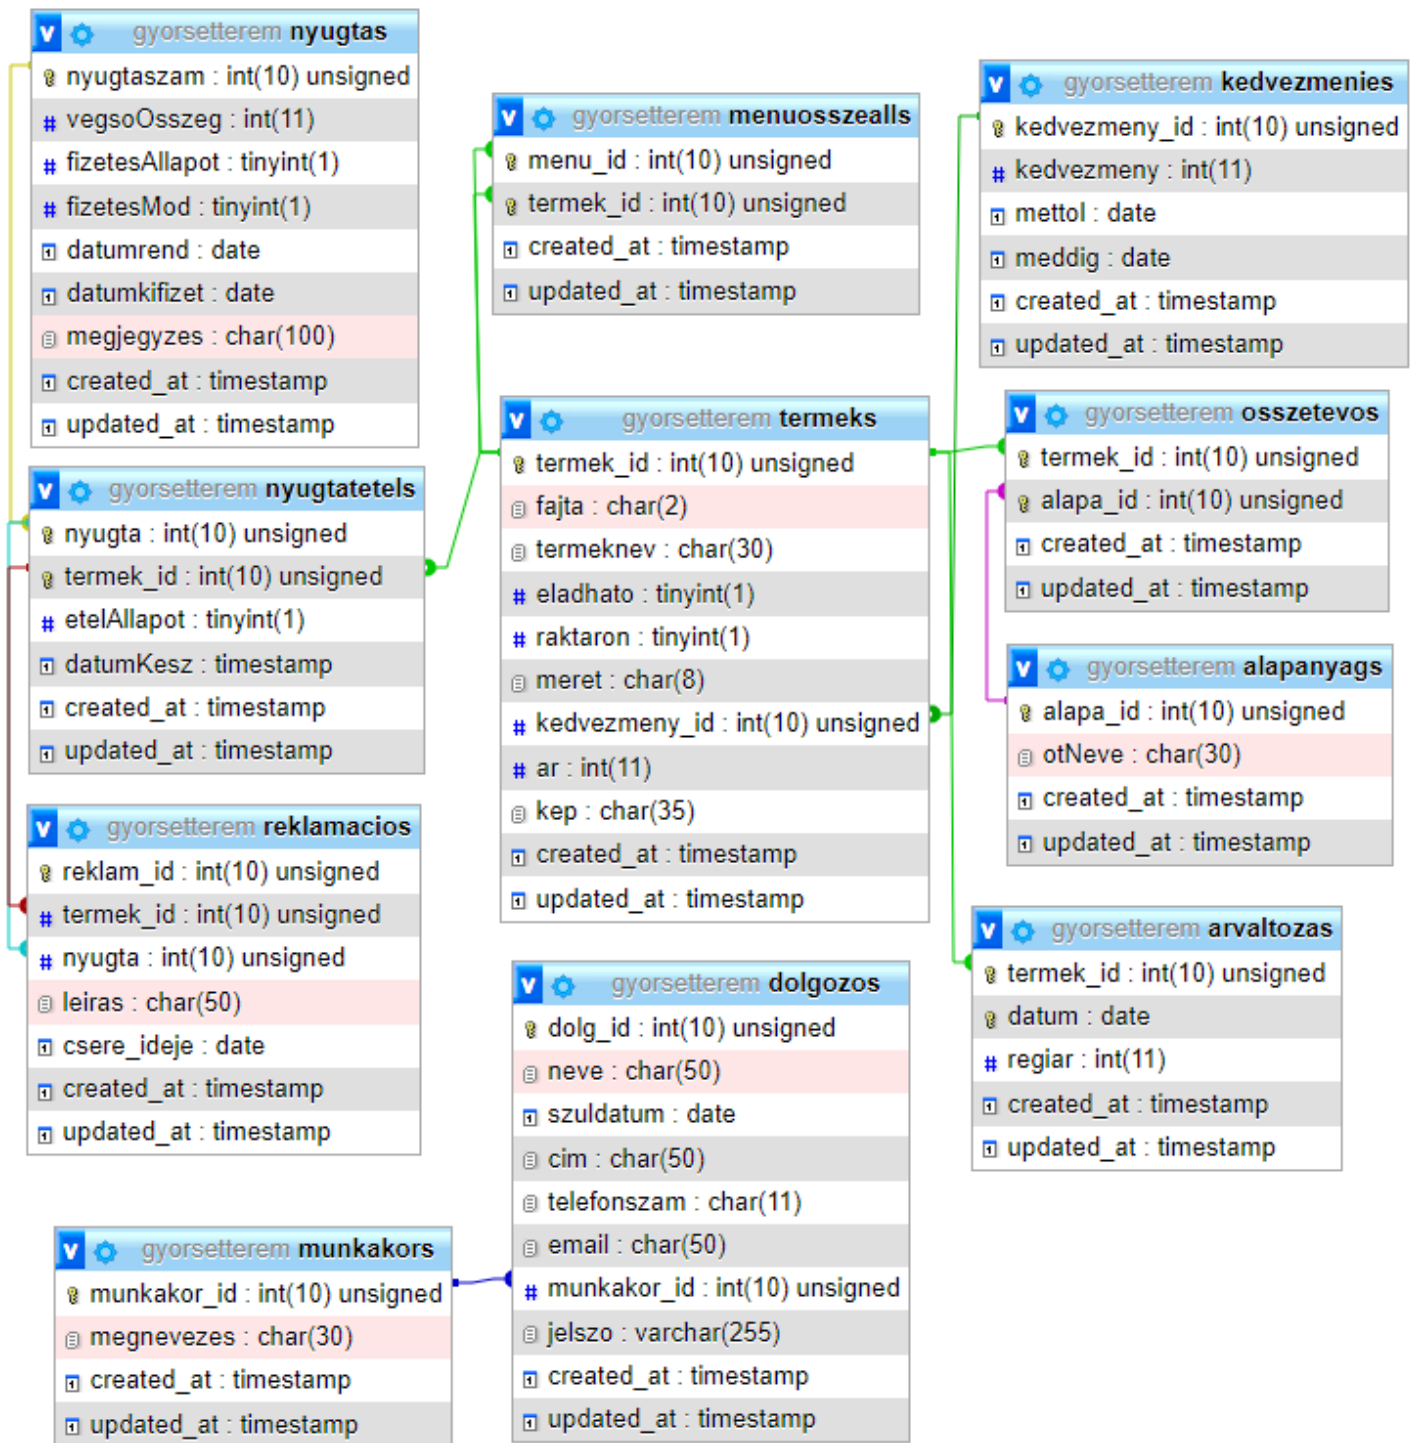 v gyorsetterem nyugtas
nyugtaszam : int(10) unsigned
# vegsoOsszeg : int(11)
# fizetesAllapot : tinyint(1)
# fizetesMod : tinyint(1)
datumrend : date
datumkifizet : date
megjegyzes : char(100)
created_at : timestamp
updated_at : timestamp
v gyorsetterem nyugtatetels
nyugta : int(10) unsigned
termek_id : int(10) unsigned
# etelAllapot : tinyint(1)
datumKesz : timestamp
created_at : timestamp
updated_at : timestamp
v gyorsetterem reklamacios
reklam_id : int(10) unsigned
# termek_id : int(10) unsigned
# nyugta : int(10) unsigned
leiras : char(50)
csere_ideje : date
created_at : timestamp
updated_at : timestamp
v gyorsetterem munkakors
munkakor_id : int(10) unsigned
megnevezes : char(30)
created_at : timestamp
updated_at : timestamp
v gyorsetterem menuosszealls
menu_id : int(10) unsigned
termek_id : int(10) unsigned
created_at : timestamp
updated_at : timestamp
v gyorsetterem termeks
termek_id : int(10) unsigned
fajta : char(2)
termeknev : char(30)
# eladhato : tinyint(1)
# raktaron : tinyint(1)
meret : char(8)
# kedvezmeny_id : int(10) unsigned
# ar : int(11)
kep : char(35)
created_at : timestamp
updated_at : timestamp
v gyorsetterem dolgozos
dolg_id : int(10) unsigned
neve : char(50)
szuldatum : date
cim : char(50)
telefonszam : char(11)
email : char(50)
# munkakor_id : int(10) unsigned
jelszo : varchar(255)
created_at : timestamp
updated_at : timestamp
v gyorsetterem kedvezmenies
kedvezmeny_id : int(10) unsigned
# kedvezmeny : int(11)
mettol : date
meddig : date
created_at : timestamp
updated_at : timestamp
v gyorsetterem osszetevos
termek_id : int(10) unsigned
alapa_id : int(10) unsigned
created_at : timestamp
updated_at : timestamp
v gyorsetterem alapanyags
alapa_id : int(10) unsigned
otNeve : char(30)
created_at : timestamp
updated_at : timestamp
v gyorsetterem arvaltozas
termek_id : int(10) unsigned
datum : date
# regiar : int(11)
created_at : timestamp
updated_at : timestamp